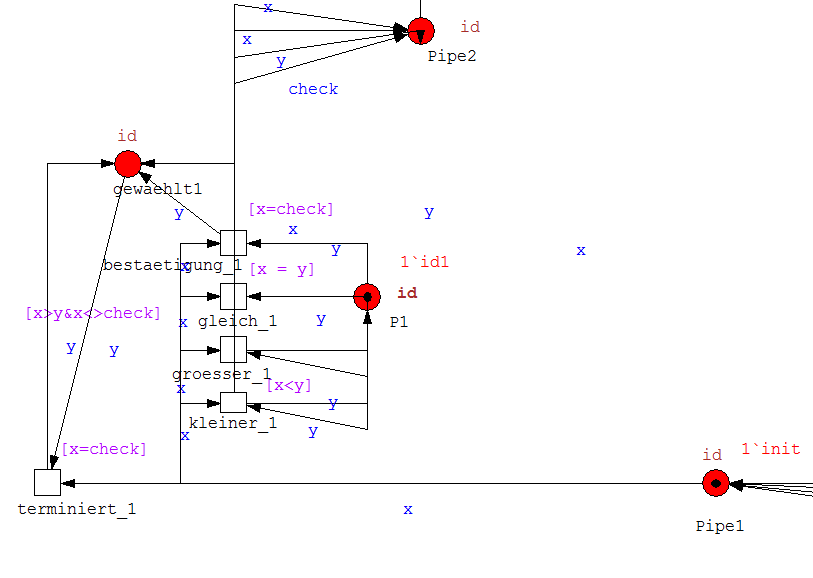 x
id
x
Pipe2
y
check
id
gewaehlt1
y
[x=check]
y
x
y
x
bestaetigung_1
x
[x = y]
1`id1
id
[x>y&x<>check]
x
gleich_1
y
P1
y
y
groesser_1
x
[x<y]
y
kleiner_1
x
y
[x=check]
id
1`init
terminiert_1
x
Pipe1